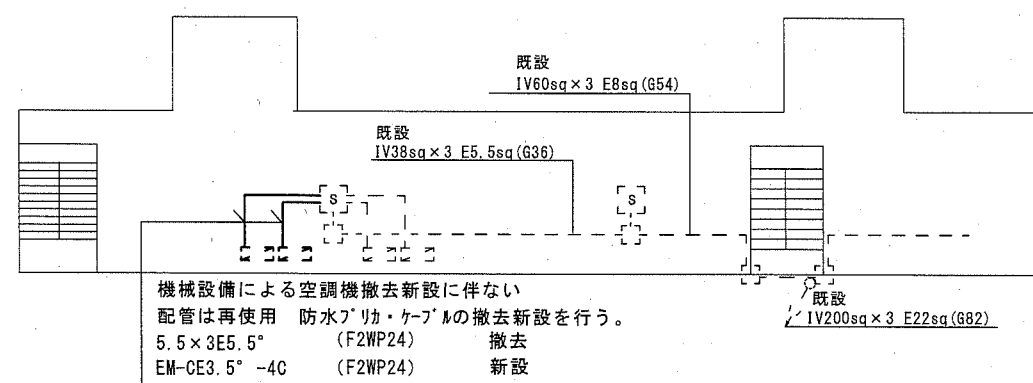 既設
IV60sq×3 E8sq(G54)
既設
IV38sq×3 E5.5sq(G36)
S
S
機械設備による空調機撤去新設に伴ない
配管は再使用 防水プリカ・ケーブルの撤去新設を行う。
5.5×3E5.5° (F2WP24) 撤去
EM-CE3.5° -4C (F2WP24) 新設
既設
IV200sq×3 E22sq(G82)